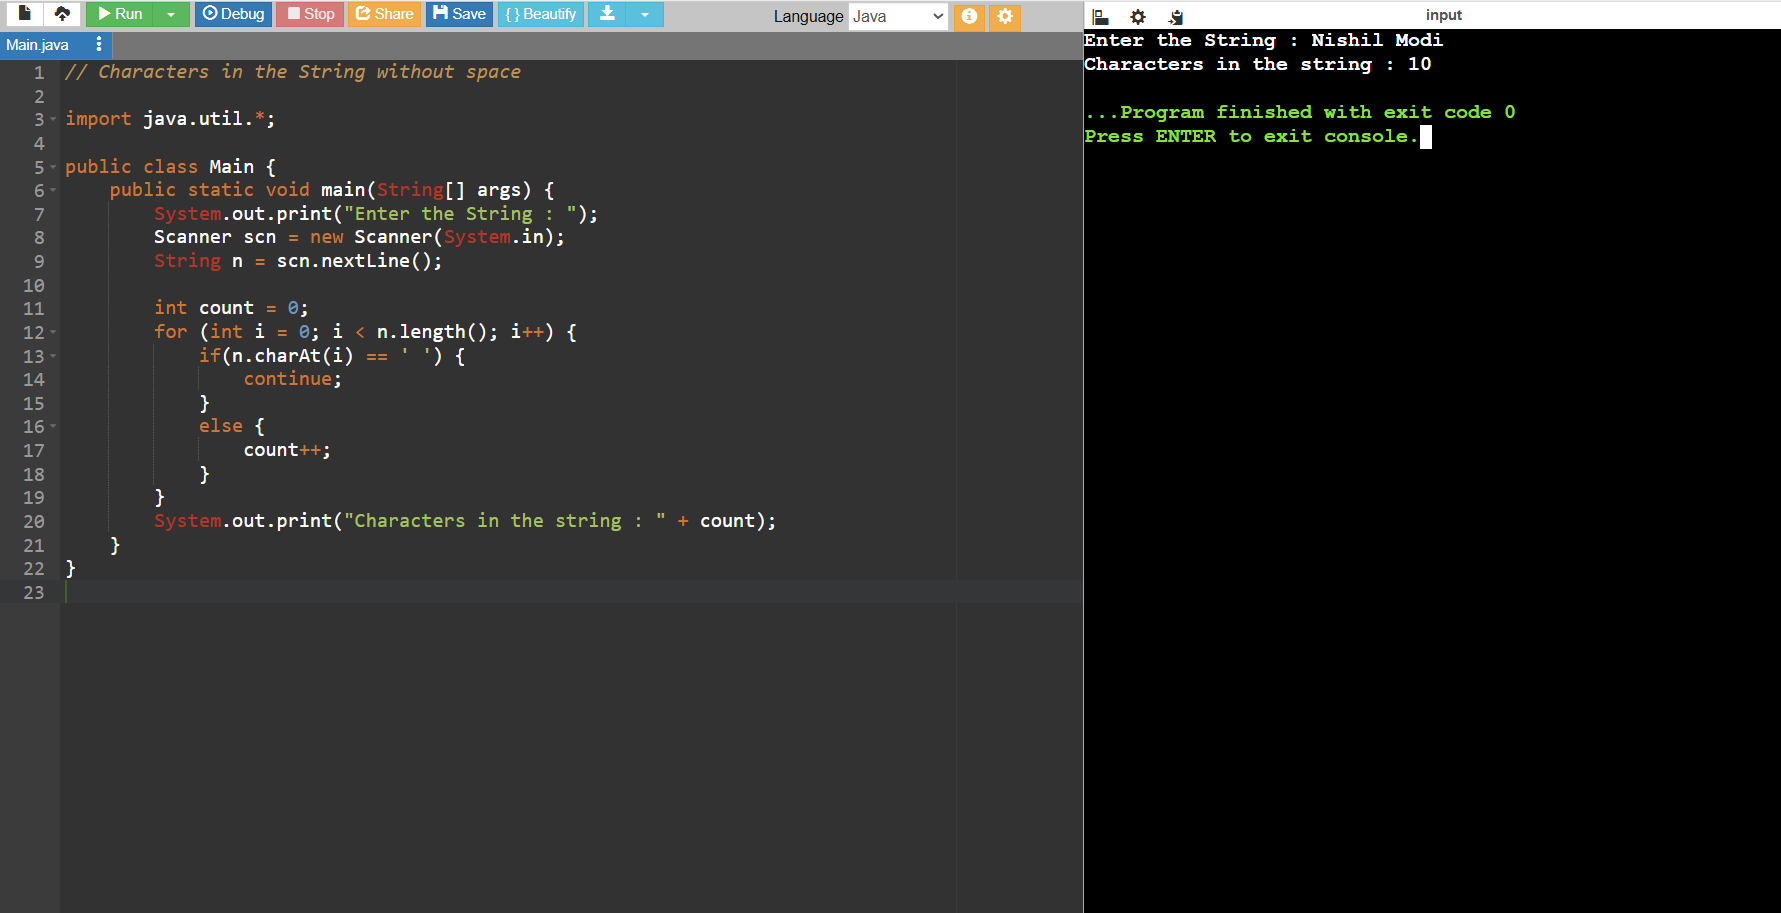 Run Debug Stop Share Save { } Beautify Language Java
Main.java
1 // Characters in the String without space
2
3 import java.util.*;
4
5 public class Main {
6     public static void main(String[] args) {
7         System.out.print("Enter the String : ");
8         Scanner scn = new Scanner(System.in);
9         String n = scn.nextLine();
10
11         int count = 0;
12         for (int i = 0; i < n.length(); i++) {
13             if(n.charAt(i) == ' ') {
14                 continue;
15             }
16             else {
17                 count++;
18             }
19         }
20         System.out.print("Characters in the string : " + count);
21     }
22 }
23
input
Enter the String : Nishil Modi
Characters in the string : 10
...Program finished with exit code 0
Press ENTER to exit console.